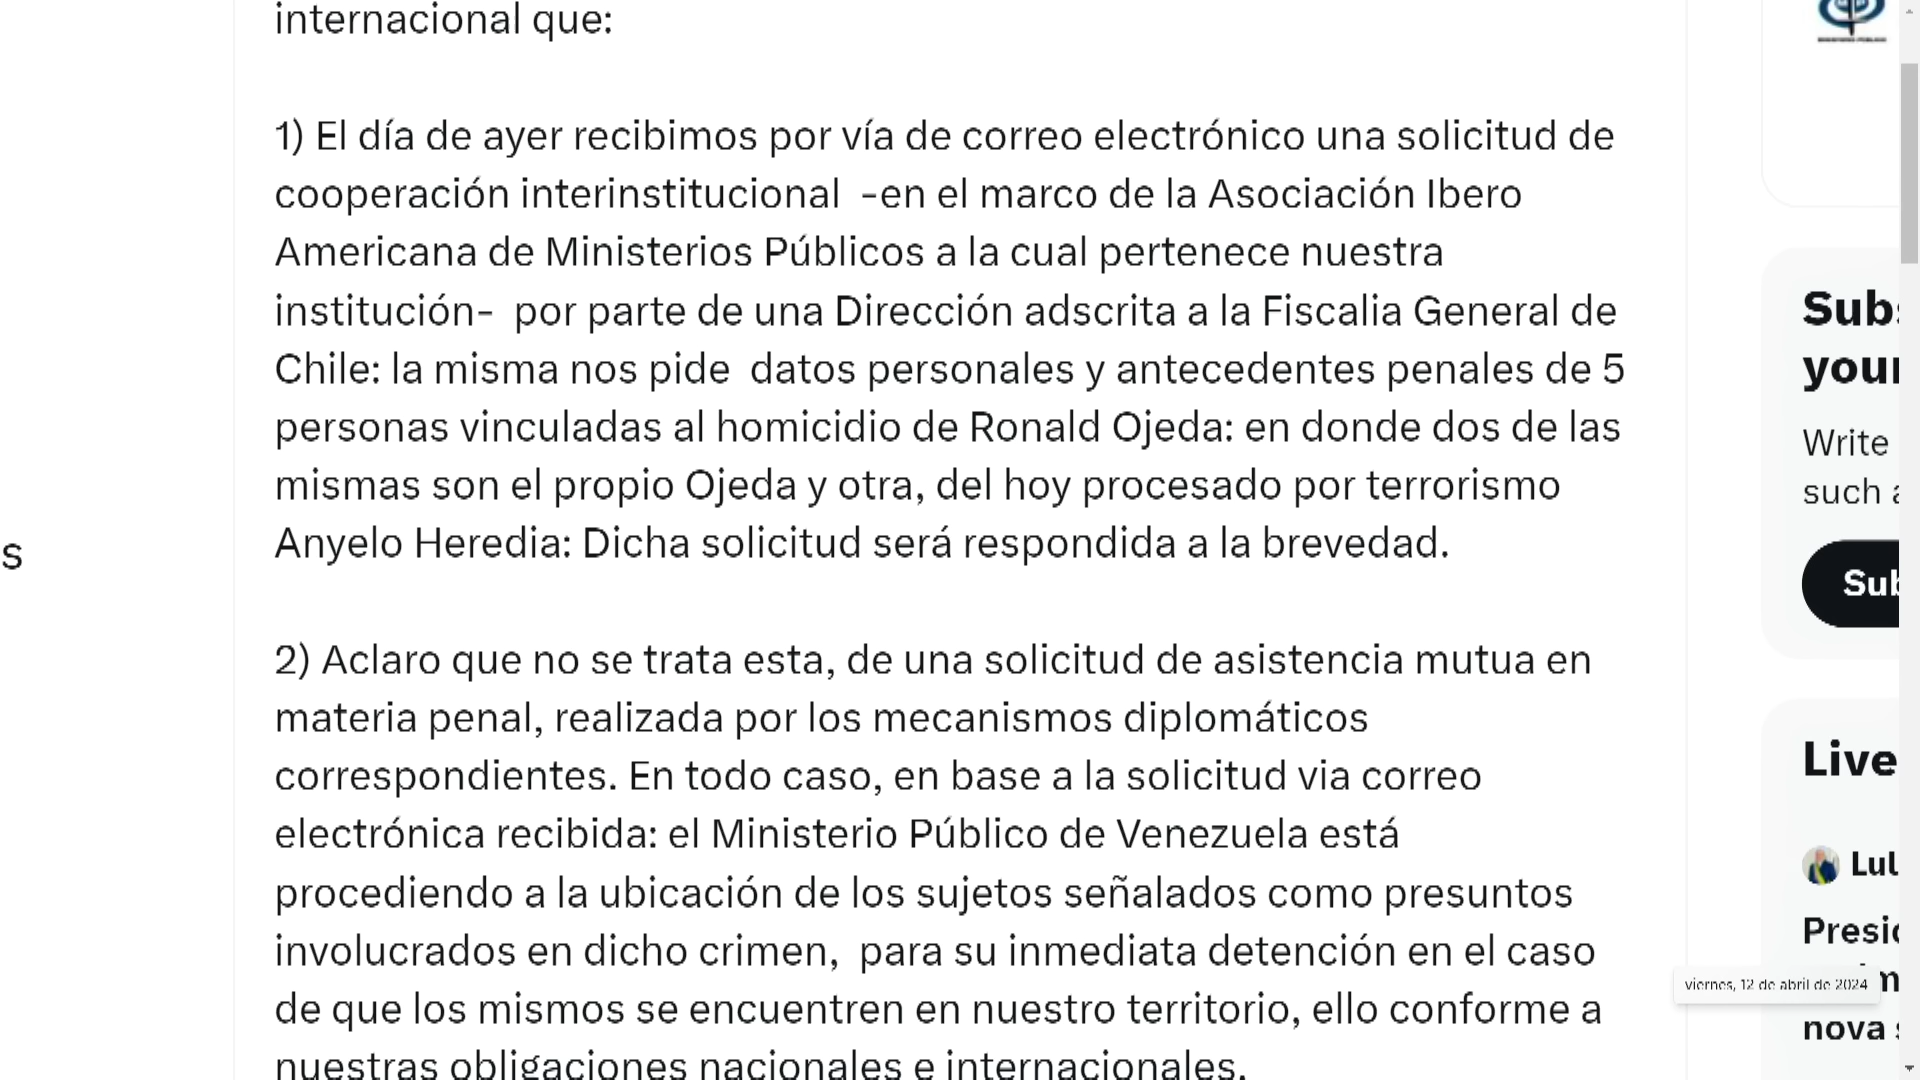 internacional que:
1) El día de ayer recibimos por vía de correo electrónico una solicitud de
cooperación interinstitucional -en el marco de la Asociación Ibero
Americana de Ministerios Públicos a la cual pertenece nuestra
institución- por parte de una Dirección adscrita a la Fiscalia General de
Chile: la misma nos pide datos personales y antecedentes penales de 5
personas vinculadas al homicidio de Ronald Ojeda: en donde dos de las
mismas son el propio Ojeda y otra, del hoy procesado por terrorismo
Anyelo Heredia: Dicha solicitud será respondida a la brevedad.
2) Aclaro que no se trata esta, de una solicitud de asistencia mutua en
materia penal, realizada por los mecanismos diplomáticos
correspondientes. En todo caso, en base a la solicitud via correo
electrónica recibida: el Ministerio Público de Venezuela está
procediendo a la ubicación de los sujetos señalados como presuntos
involucrados en dicho crimen, para su inmediata detención en el caso
de que los mismos se encuentren en nuestro territorio, ello conforme a
nuestras obligaciones nacionales e internacionales.
s
Subs
your
Write
such a
Sub
Live
Lul
Presid
viernes, 12 de abril de 2024
nova s